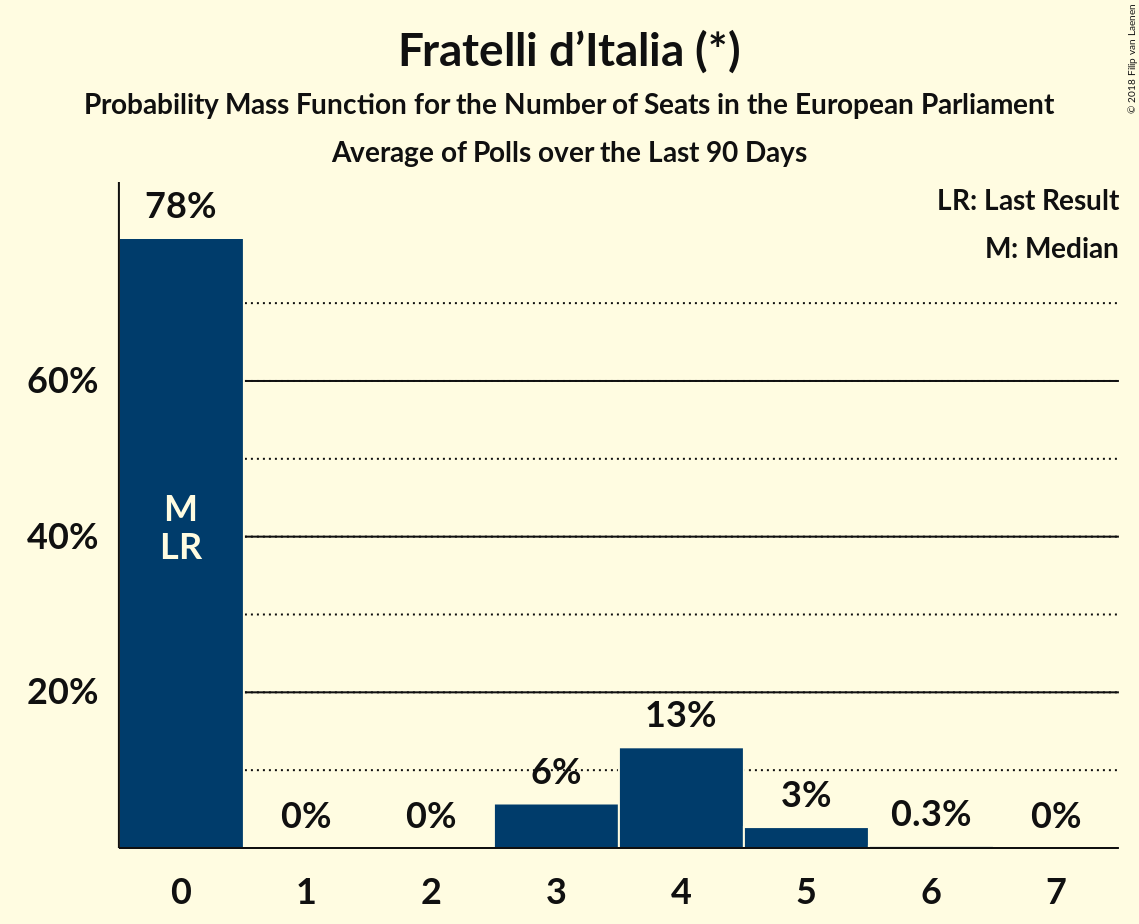 Fratelli d’Italia (*)
Probability Mass Function for the Number of Seats in the European Parliament
Average of Polls over the Last 90 Days
© 2018 Filip van Laenen
LR: Last Result
M: Median
78%
60%
M
40%
LR
20%
13%
6%
3%
0%
0%
0.3%
0%
0
1
2
3
4
5
6
7